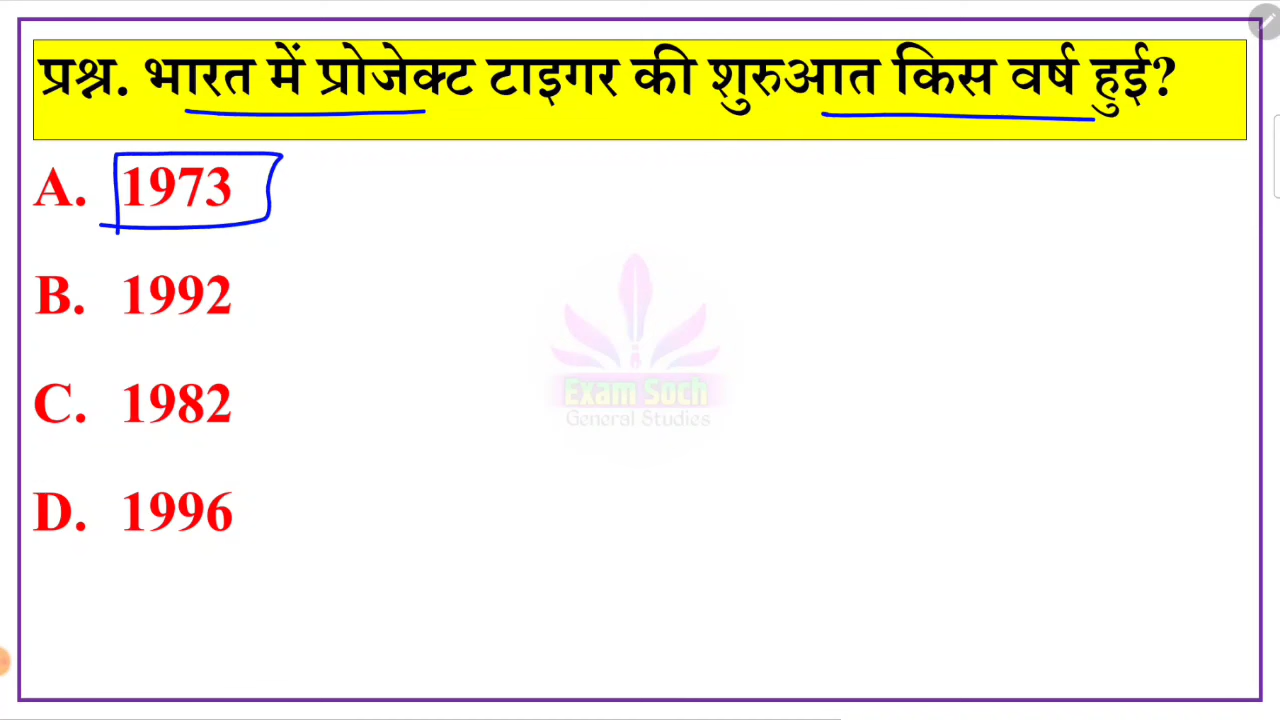 प्रश्न. भारत में प्रोजेक्ट टाइगर की शुरुआत किस वर्ष हुई?
A. 1973
B. 1992
C. 1982
D. 1996
Exam Soch
General Studies